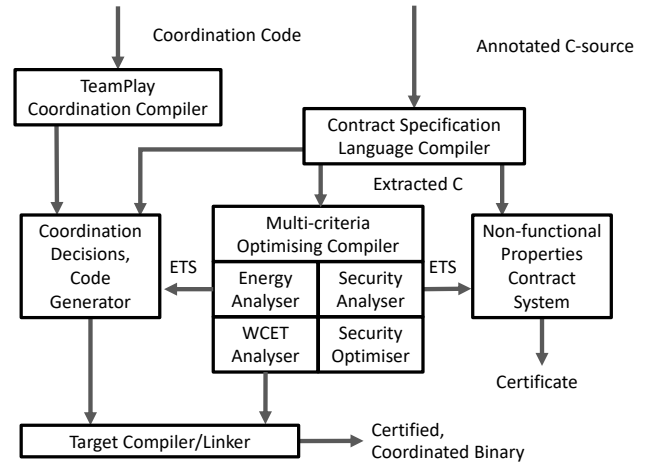 Coordination Code
Annotated C-source
TeamPlay
Coordination Compiler
Contract Specification
Language Compiler
Extracted C
Coordination
Decisions,
Code
Generator
ETS
Multi-criteria
Optimising Compiler
Energy
Analyser
Security
Analyser
WCET
Analyser
Security
Optimiser
ETS
Non-functional
Properties
Contract
System
Certificate
Target Compiler/Linker
Certified,
Coordinated Binary